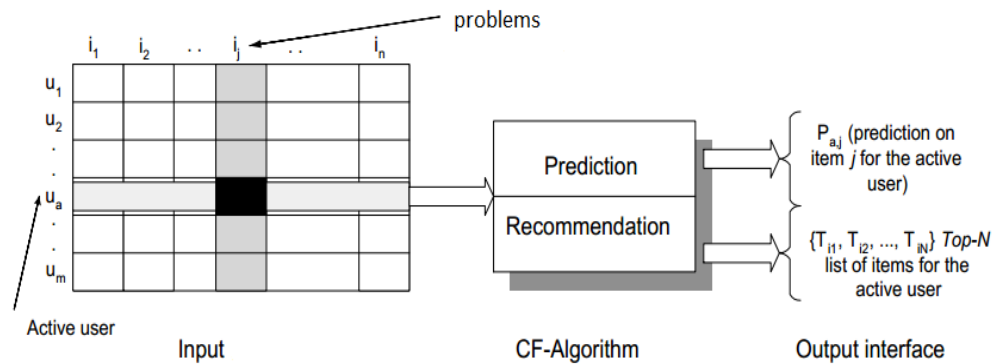 problems
i1 i2 . . ij . . in
u1
u2
.
.
ua
.
.
um
Active user
Input
Prediction
Recommendation
CF-Algorithm
Pa,j (prediction on
item j for the active
user)
{Ti1, Ti2, ..., TiN} Top-N
list of items for the
active user
Output interface